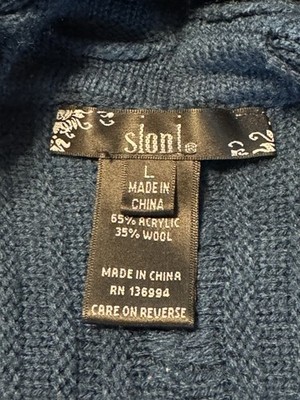 sioni®
L
MADE IN
CHINA
65% ACRYLIC
35% WOOL
MADE IN CHINA
RN 136994
CARE ON REVERSE